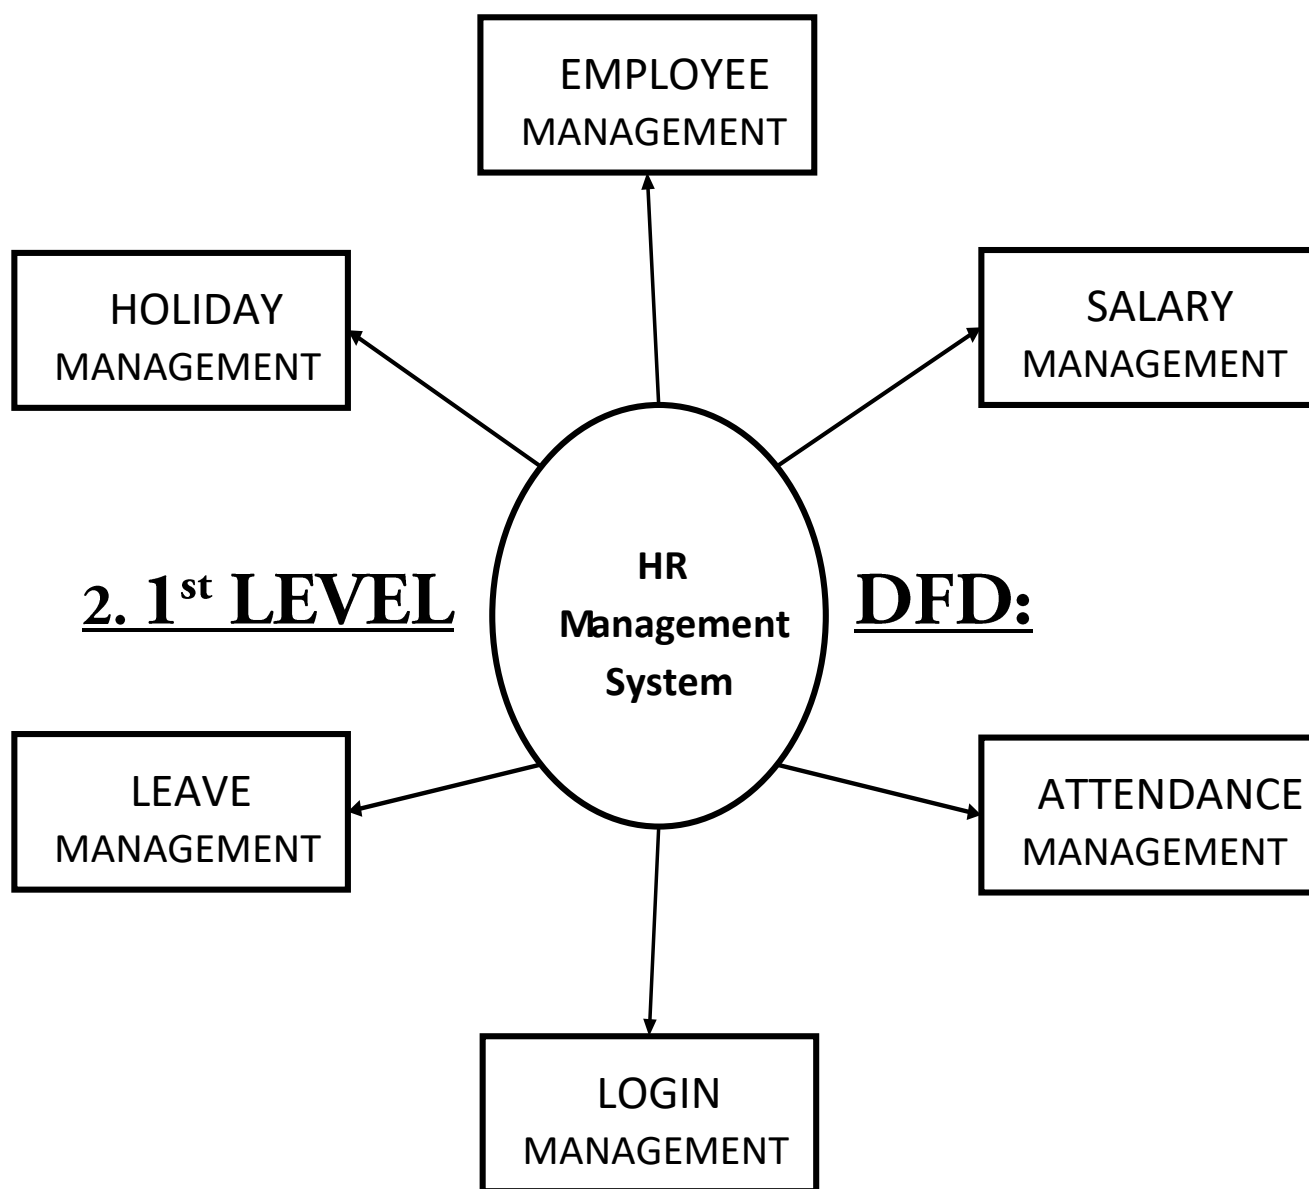 EMPLOYEE
MANAGEMENT
HOLIDAY
MANAGEMENT
SALARY
MANAGEMENT
HR
Management
System
2. 1st LEVEL
DFD:
LEAVE
MANAGEMENT
ATTENDANCE
MANAGEMENT
LOGIN
MANAGEMENT